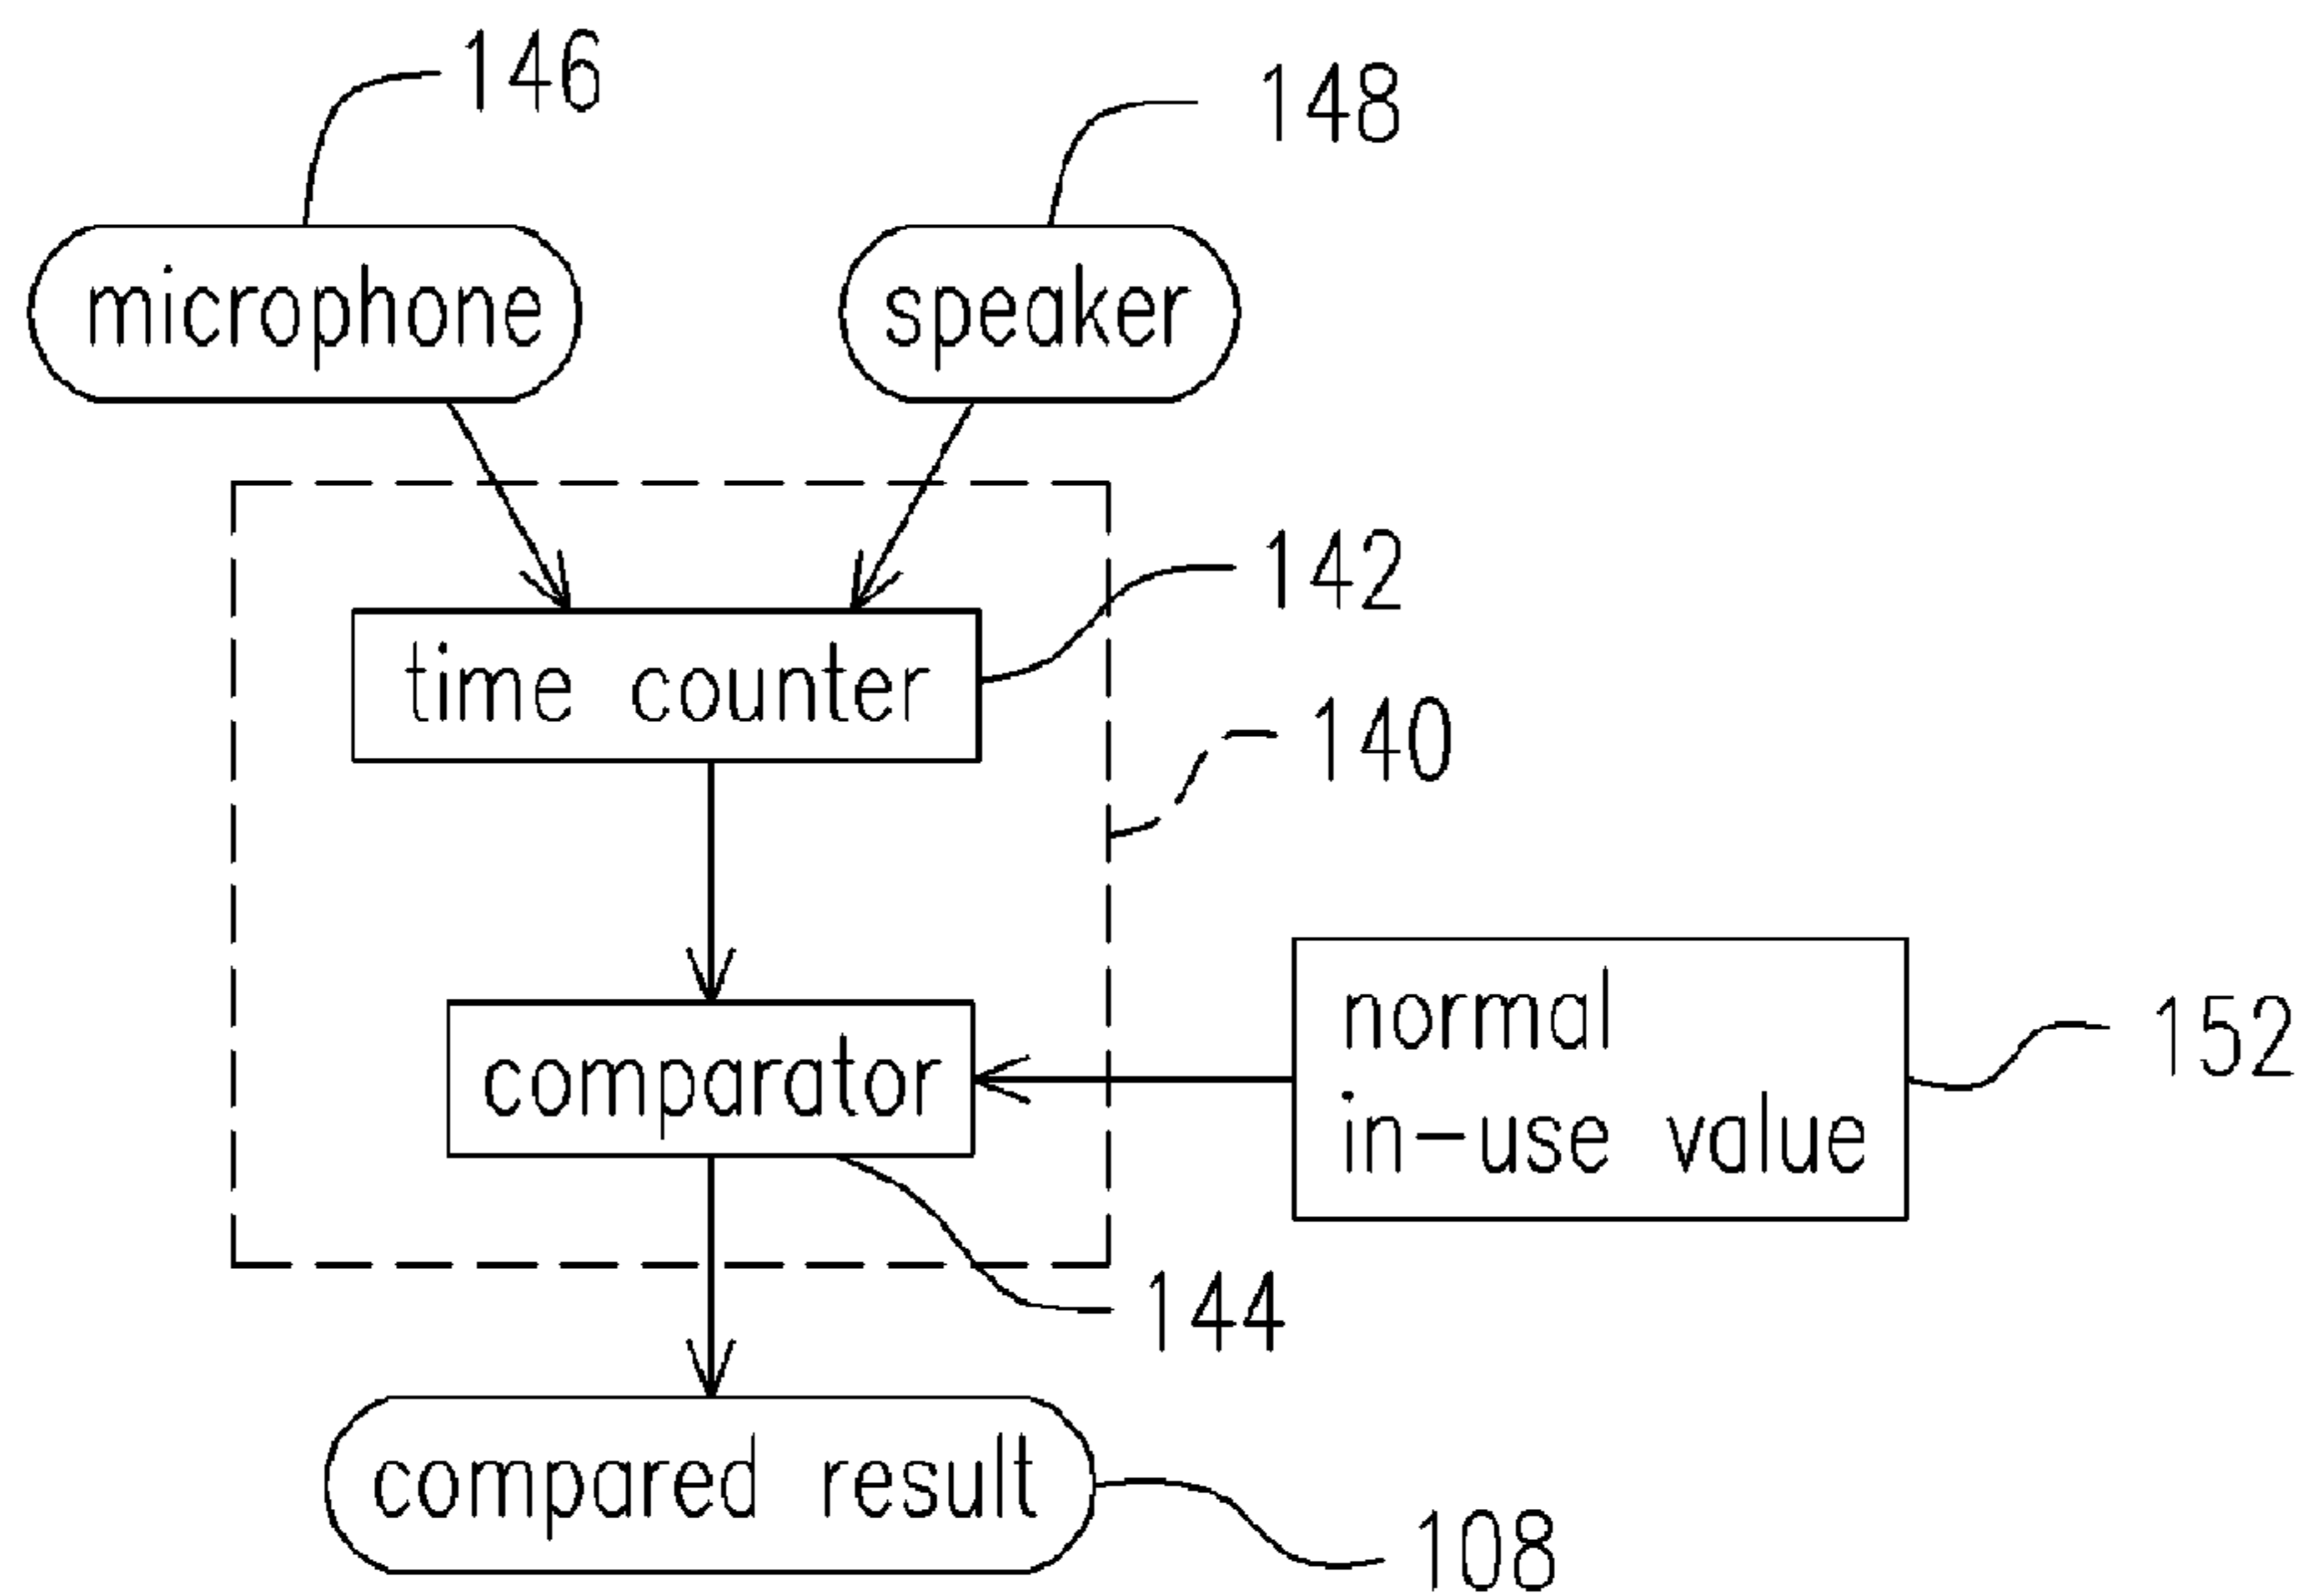 146
148
microphone
speaker
142
time counter
140
normal
in-use value
152
comparator
144
compared result
108